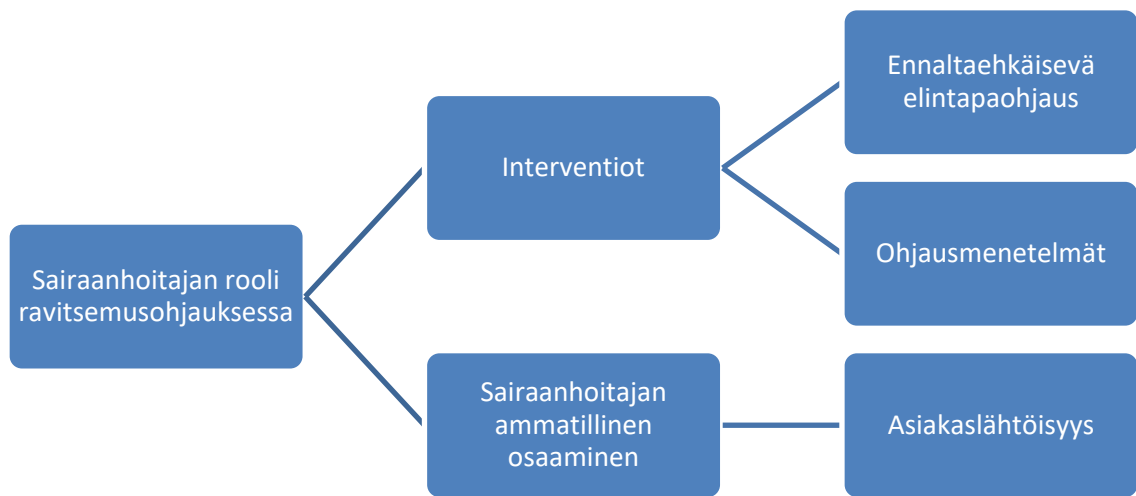 Sairaanhoitajan rooli
ravitsemusohjauksessa
Interventiot
Ennaltaehkäisevä
elintapaohjaus
Ohjausmenetelmät
Sairaanhoitajan
ammatillinen
osaaminen
Asiakaslähtöisyys